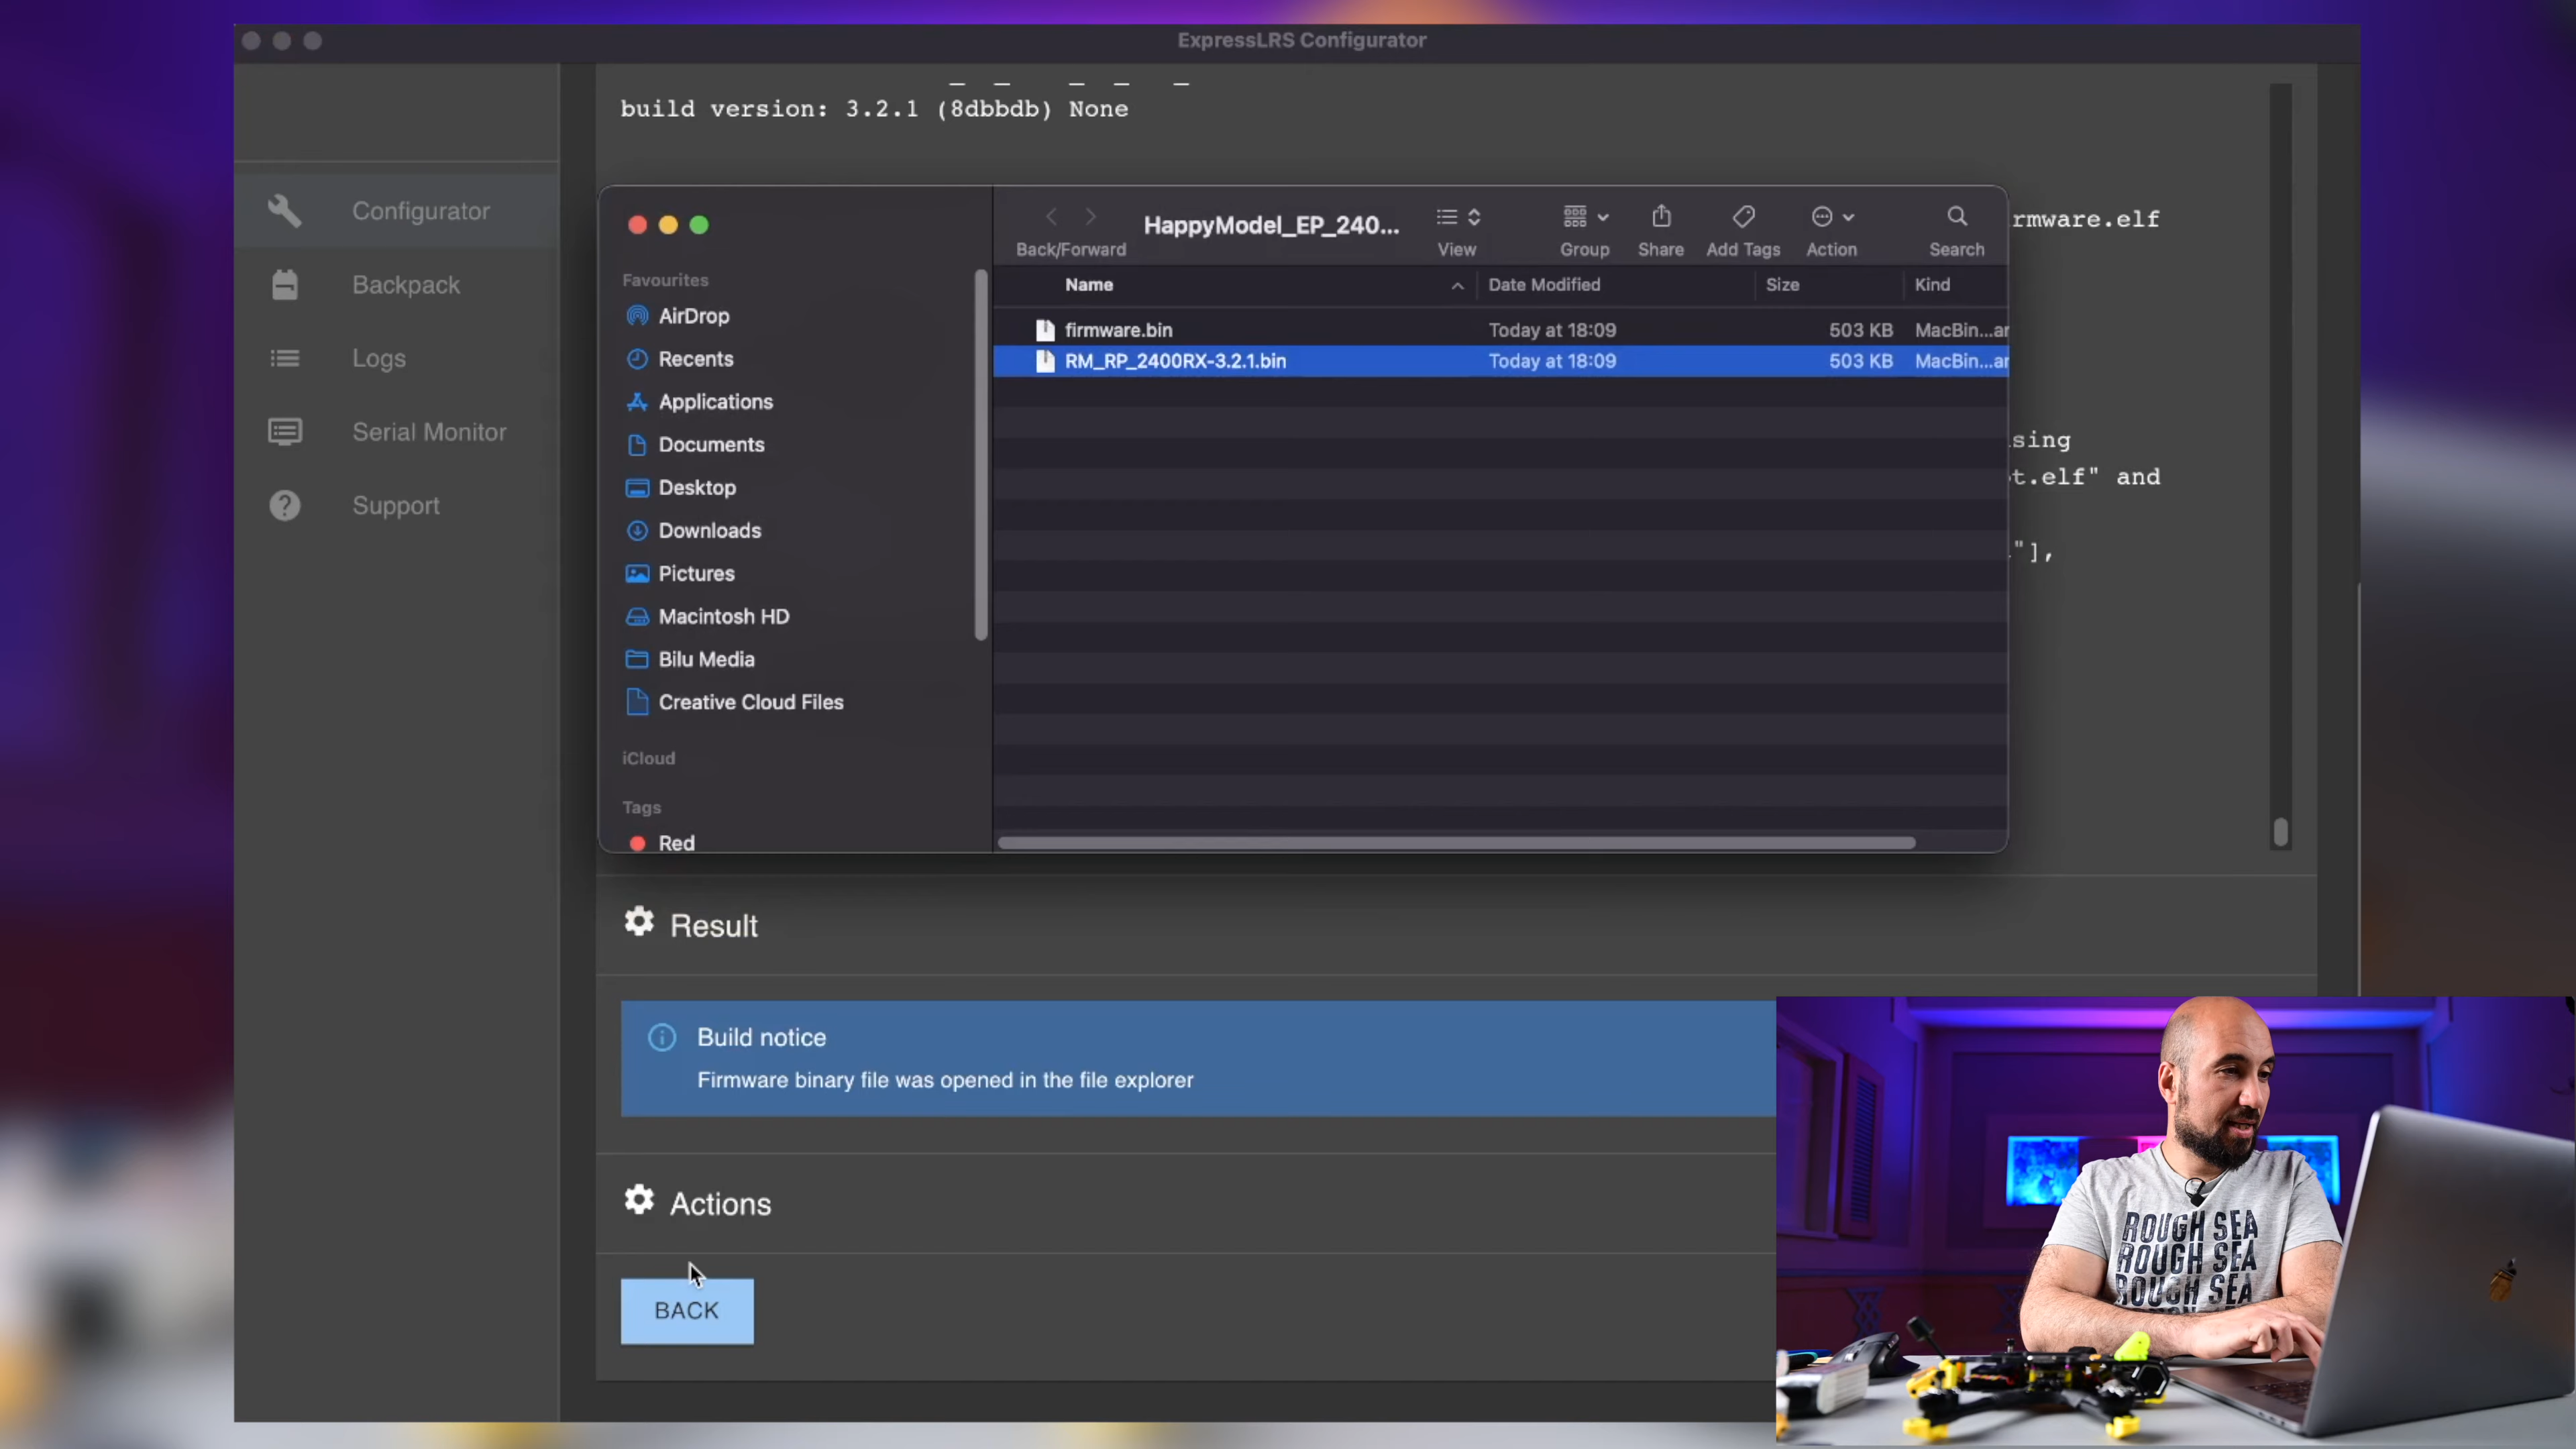 ExpressLRS Configurator
build version: 3.2.1 (8dbbdb) None
Configurator
Backpack
Logs
Serial Monitor
Support
rmware.elf
sing
t.elf" and
"],
HappyModel_EP_240...
Back/Forward
View
Group
Share
Add Tags
Action
Search
Favourites
AirDrop
Recents
Applications
Documents
Desktop
Downloads
Pictures
Macintosh HD
Bilu Media
Creative Cloud Files
iCloud
Tags
Red
Name Date Modified Size Kind
firmware.bin Today at 18:09 503 KB MacBin...ar
RM_RP_2400RX-3.2.1.bin Today at 18:09 503 KB MacBin...ar
Result
Build notice
Firmware binary file was opened in the file explorer
Actions
BACK
ROUGH SEA
ROUGH SEA
ROUGH SEA